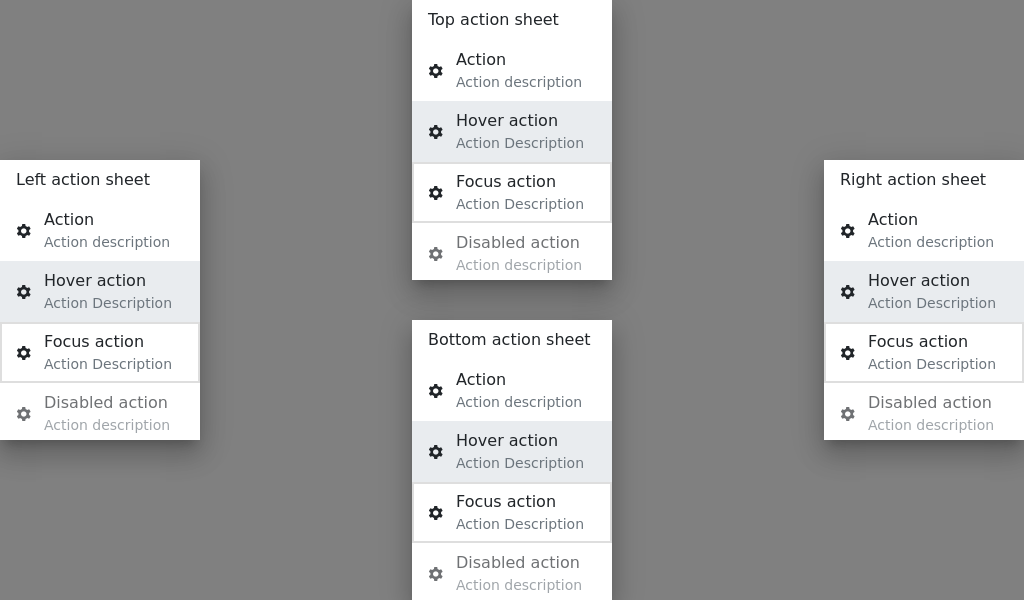 Top action sheet
Action
Action description
Hover action
Action Description
Focus action
Action Description
Disabled action
Action description
Left action sheet
Action
Action description
Hover action
Action Description
Focus action
Action Description
Disabled action
Action description
Right action sheet
Action
Action description
Hover action
Action Description
Focus action
Action Description
Disabled action
Action description
Bottom action sheet
Action
Action description
Hover action
Action Description
Focus action
Action Description
Disabled action
Action description